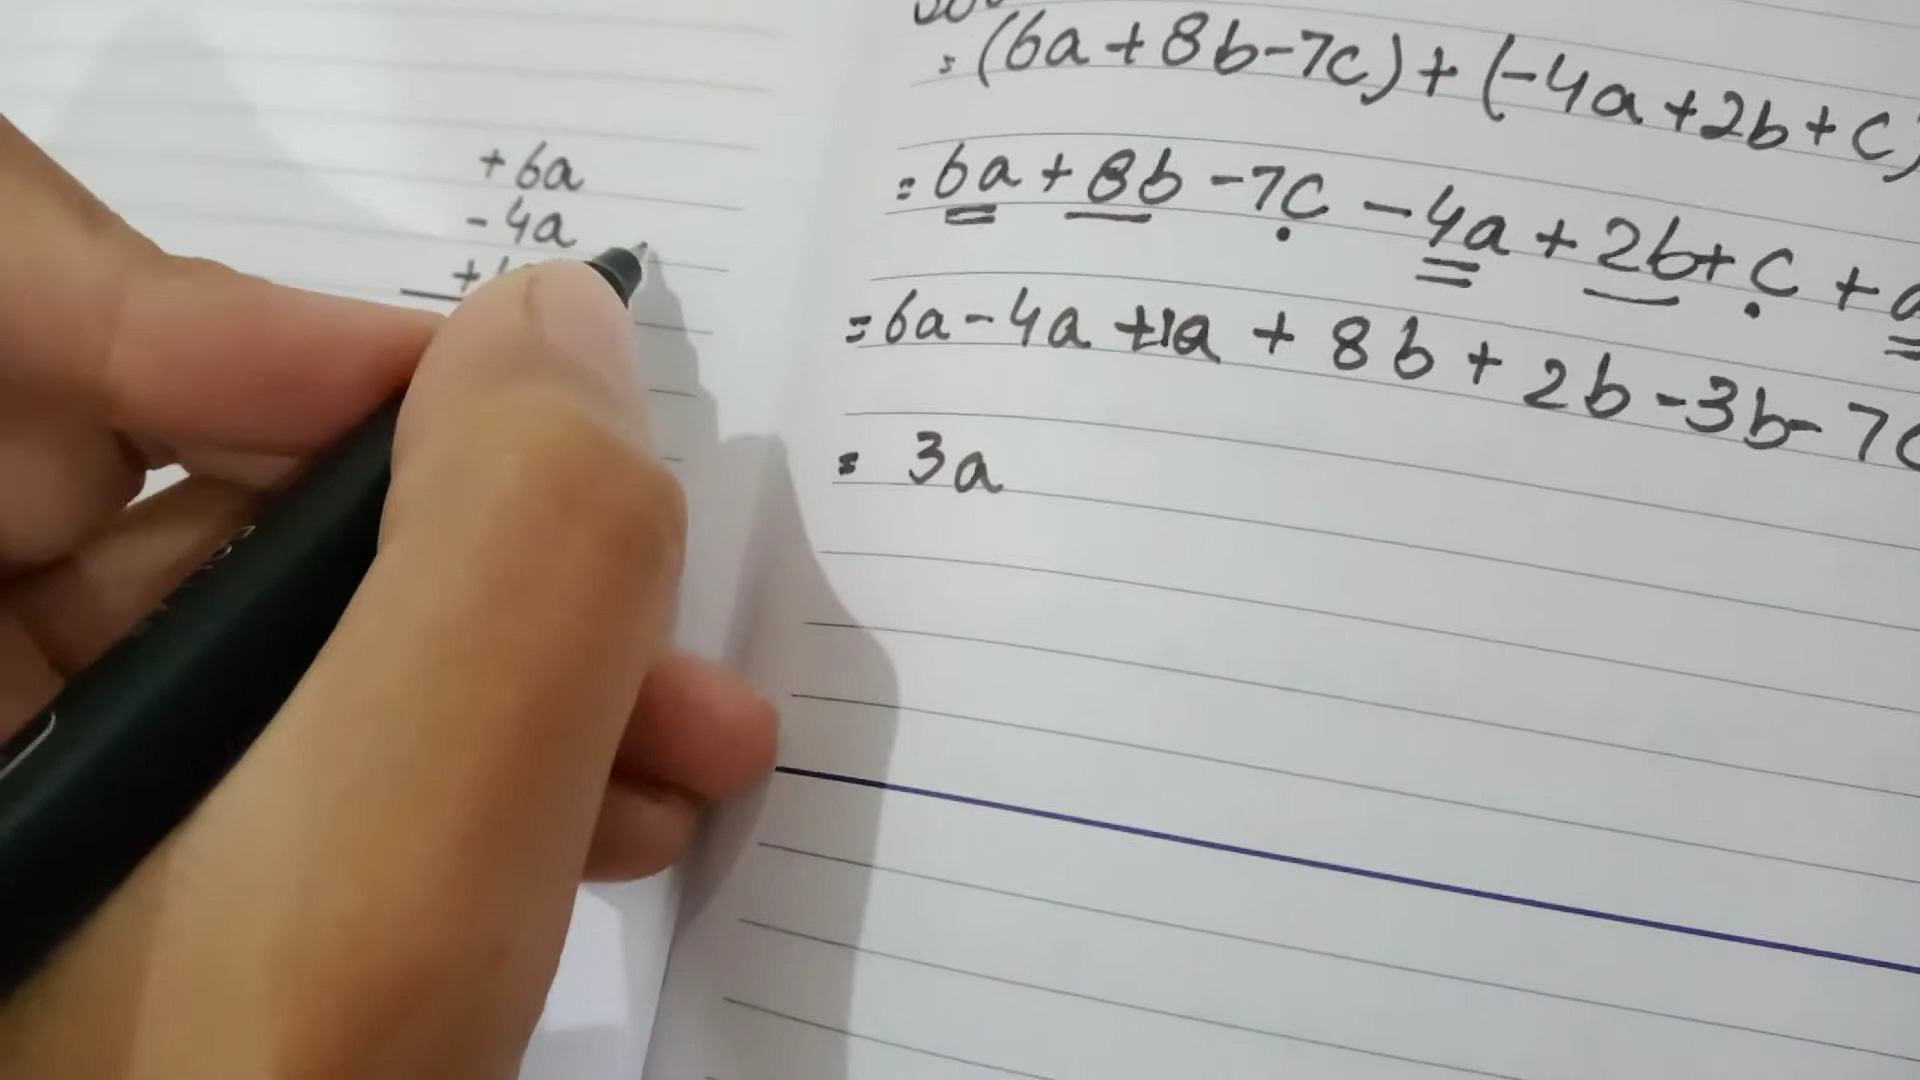 +6a
-4a
+
= (6a+8b-7c)+(-4a+2b+c)
= 6a+8b-7c-4a+2b+c+a
= 6a-4a+1a+8b+2b-3b-7c
= 3a